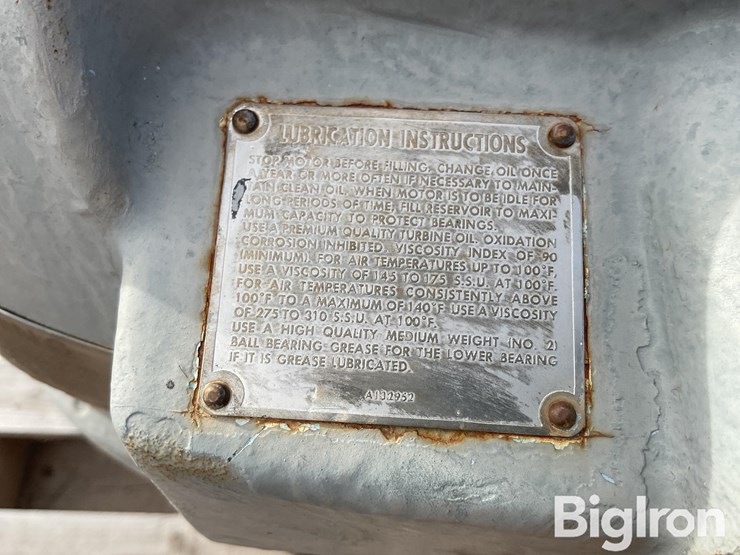 LUBRICATION INSTRUCTIONS
STOP MOTOR BEFORE FILLING. CHANGE OIL ONCE
A YEAR OR MORE OFTEN IF NECESSARY TO MAIN-
TAIN CLEAN OIL. WHEN MOTOR IS TO BE IDLE FOR
LONG PERIODS OF TIME, FILL RESERVOIR TO MAXI-
MUM CAPACITY TO PROTECT BEARINGS.
USE A PREMIUM QUALITY TURBINE OIL, OXIDATION
CORROSION INHIBITED, VISCOSITY INDEX OF 90
(MINIMUM). FOR AIR TEMPERATURES UP TO 100°F,
USE A VISCOSITY OF 145 TO 175 S.S.U. AT 100°F.
FOR AIR TEMPERATURES CONSISTENTLY ABOVE
100°F TO A MAXIMUM OF 140°F USE A VISCOSITY
OF 275 TO 310 S.S.U. AT 100°F.
USE A HIGH QUALITY MEDIUM WEIGHT (NO. 2)
BALL BEARING GREASE FOR THE LOWER BEARING
IF IT IS GREASE LUBRICATED.
A132952
BigIron